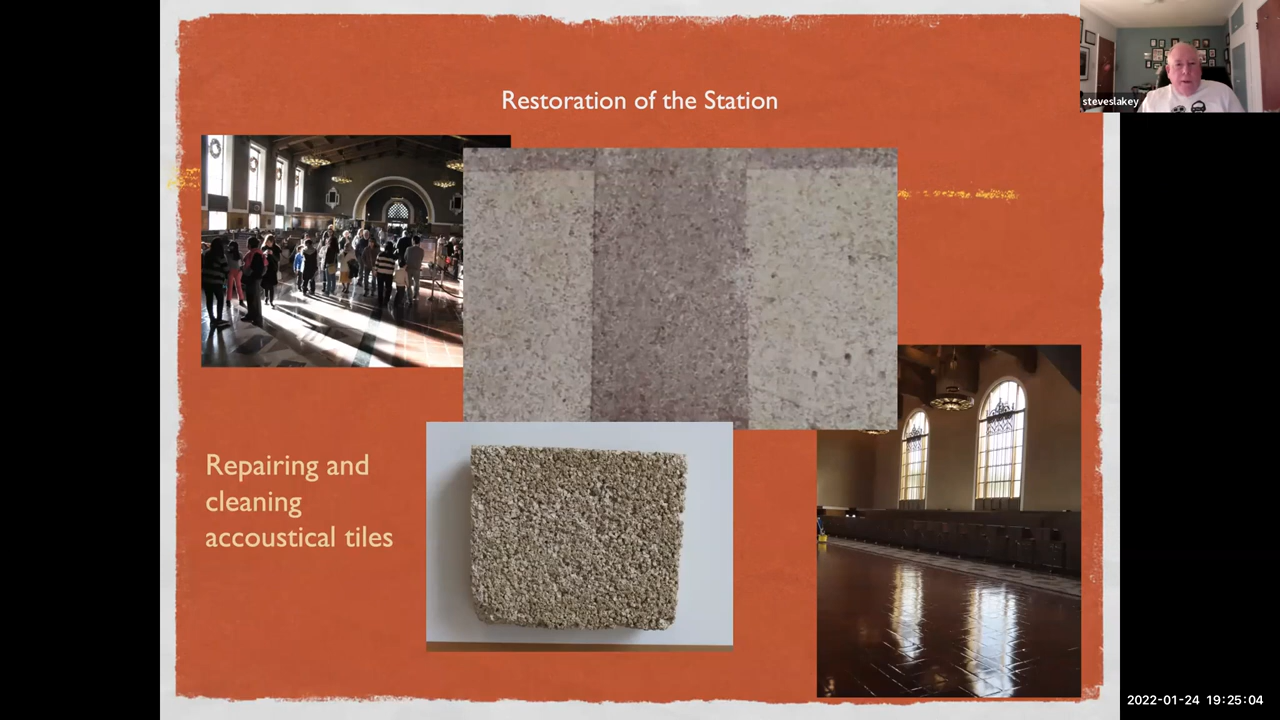 Restoration of the Station
steveslakey
Repairing and
cleaning
accoustical tiles
2022-01-24 19:25:04